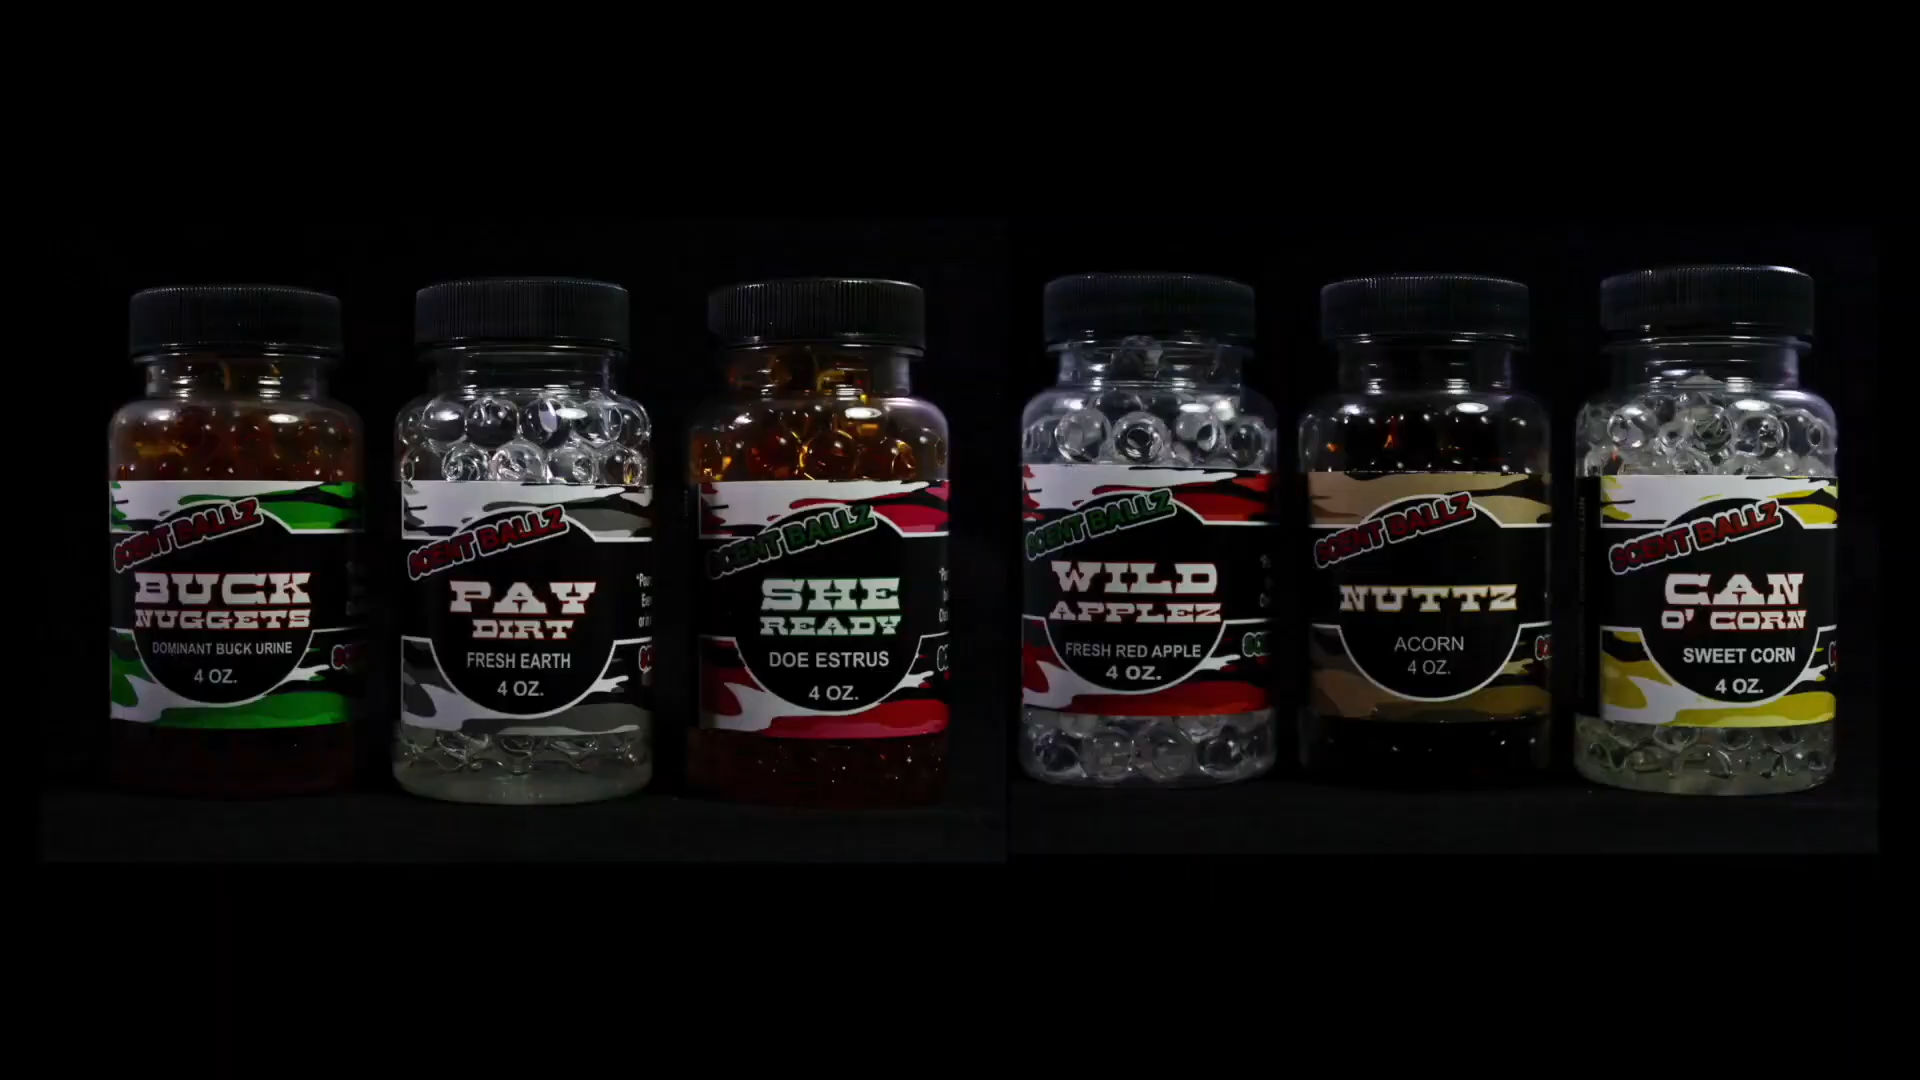 SCENT BALLZ
BUCK
NUGGETS
DOMINANT BUCK URINE
4 OZ.
SCENT BALLZ
PAY
DIRT
FRESH EARTH
4 OZ.
SCENT BALLZ
SHE
READY
DOE ESTRUS
4 OZ.
SCENT BALLZ
WILD
APPLEZ
FRESH RED APPLE
4 OZ.
SCENT BALLZ
NUTTZ
ACORN
4 OZ.
SCENT BALLZ
CAN
O' CORN
SWEET CORN
4 OZ.